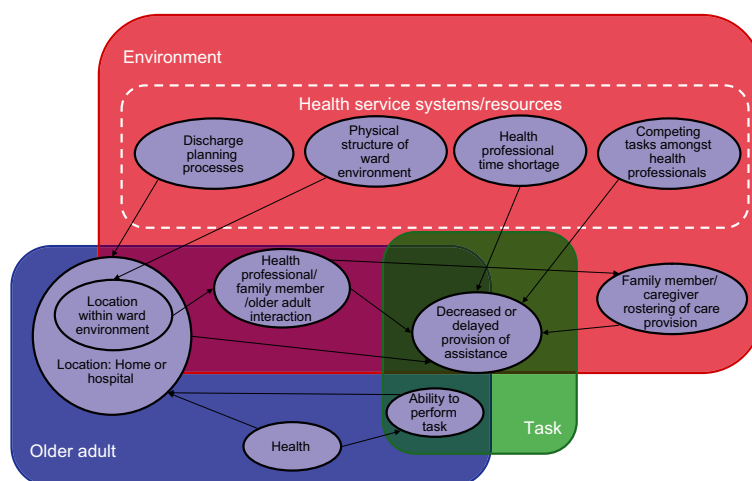 Environment
Health service systems/resources
Discharge
planning
processes
Physical
structure of
ward
environment
Health
professional
time shortage
Competing
tasks amongst
health
professionals
Health
professional/
family member
/older adult
interaction
Location
within ward
environment
Location: Home or
hospital
Decreased or
delayed
provision of
assistance
Family member/
caregiver
rostering of care
provision
Ability to
perform
task
Health
Older adult
Task